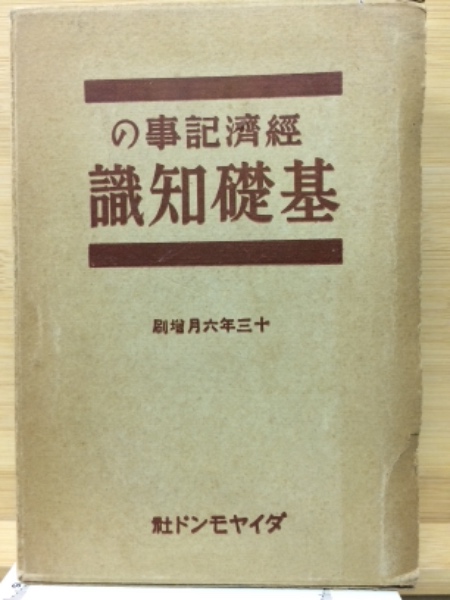 經濟記事の
基礎知識
十三年六月增刷
ダイヤモンド社